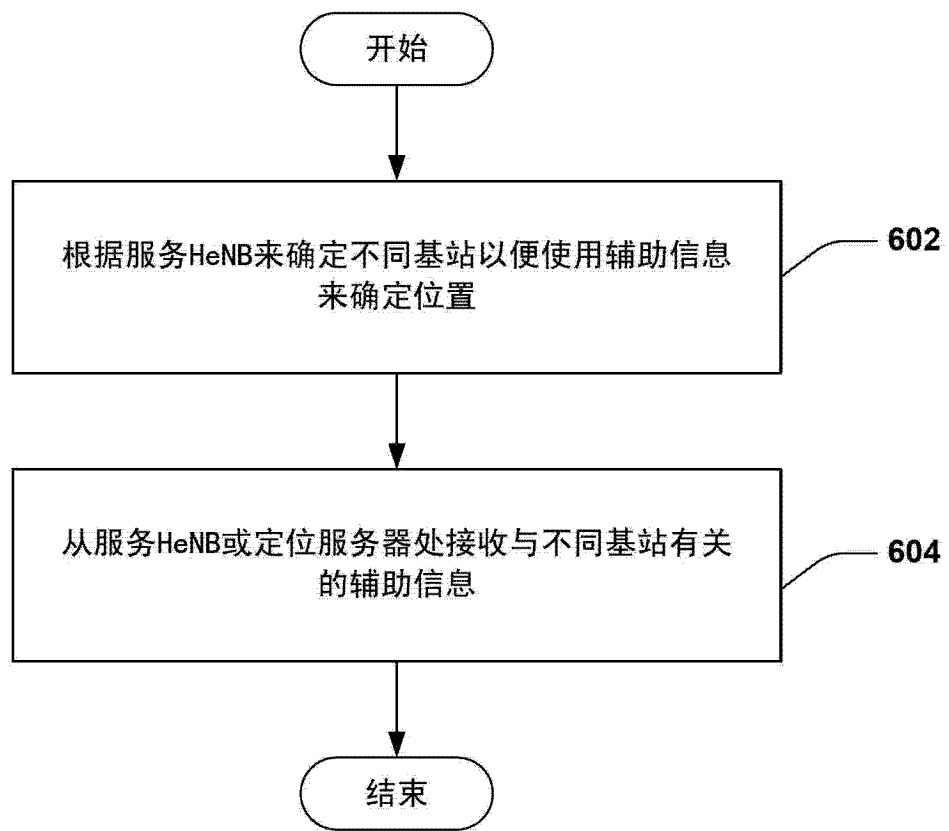 开始
根据服务HeNB来确定不同基站以便使用辅助信息
来确定位置
602
从服务HeNB或定位服务器处接收与不同基站有关
的辅助信息
604
结束